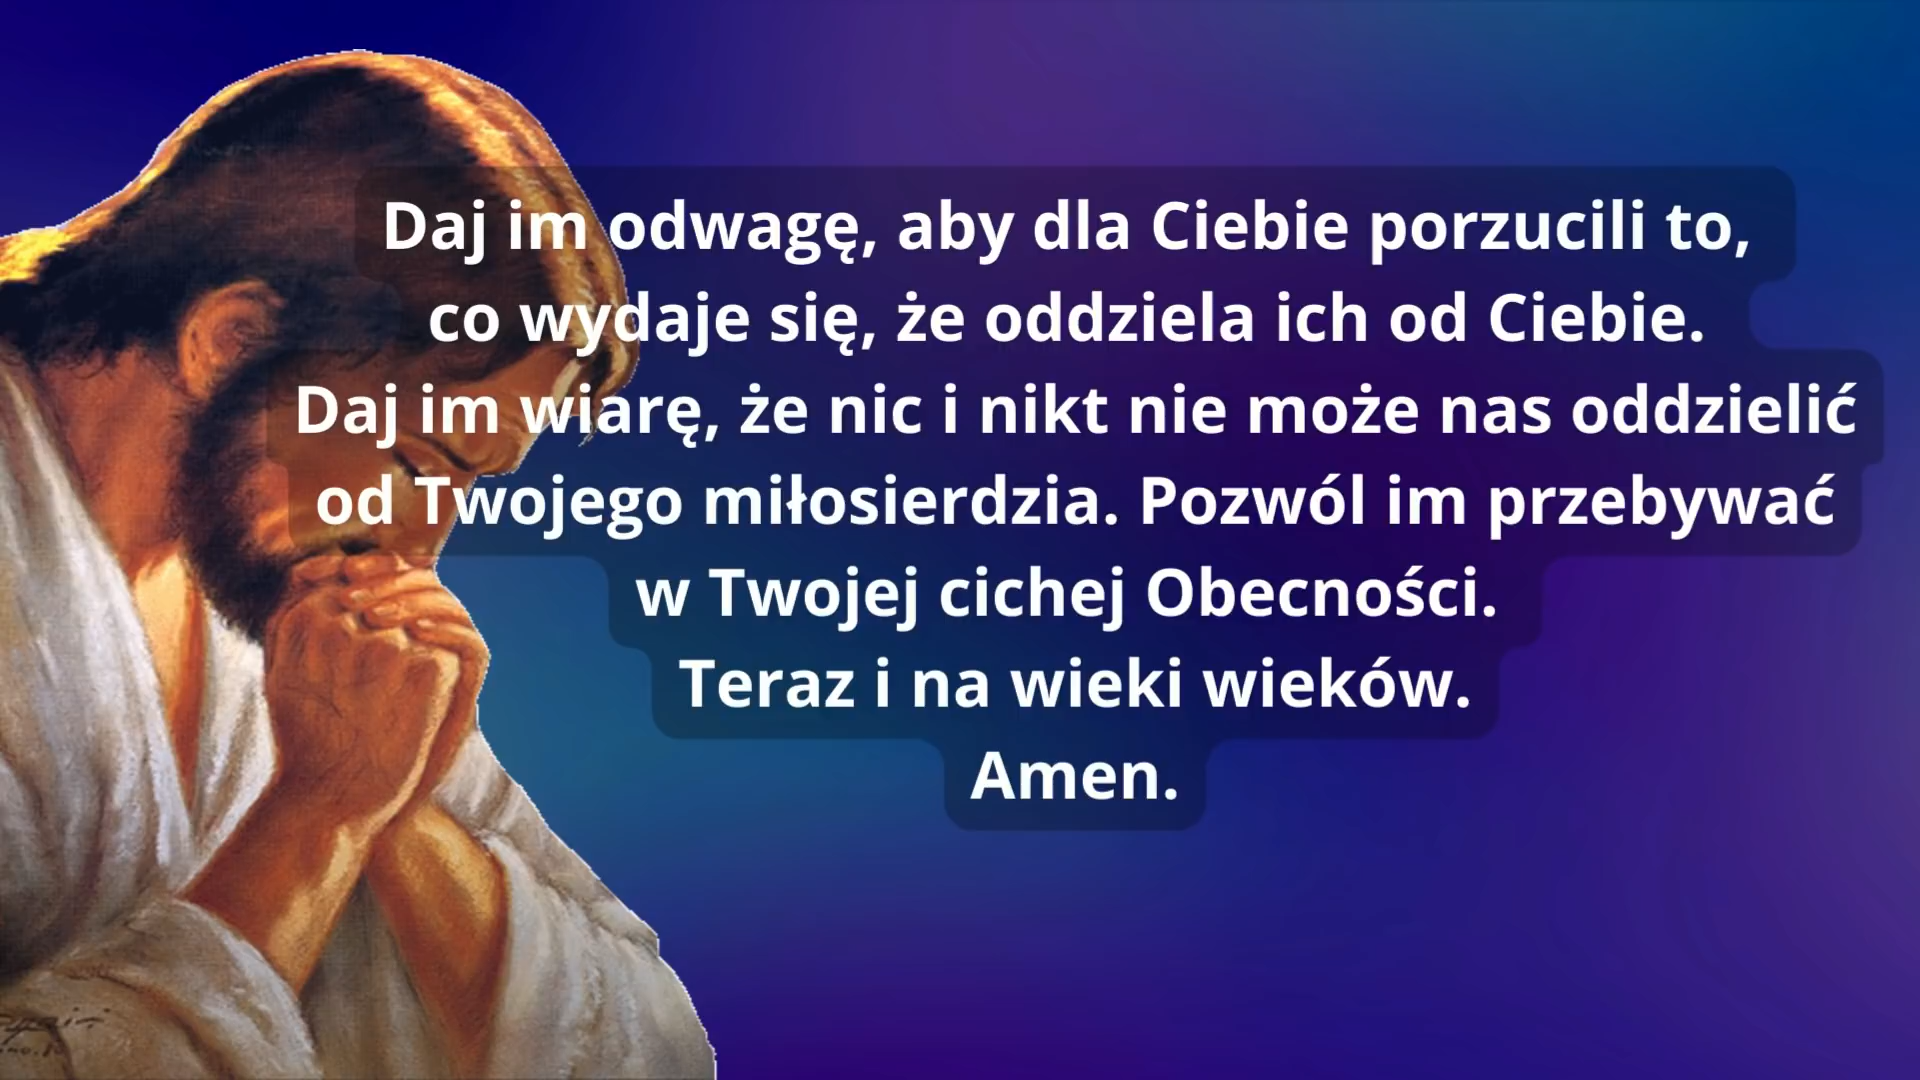 Daj im odwagę, aby dla Ciebie porzucili to,
co wydaje się, że oddziela ich od Ciebie.
Daj im wiarę, że nic i nikt nie może nas oddzielić
od Twojego miłosierdzia. Pozwól im przebywać
w Twojej cichej Obecności.
Teraz i na wieki wieków.
Amen.